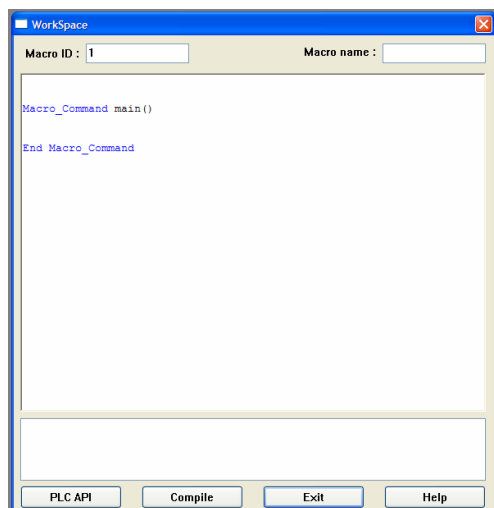 WorkSpace
Macro ID : 1 Macro name :
Macro_Command main()
End Macro_Command
PLC API Compile Exit Help